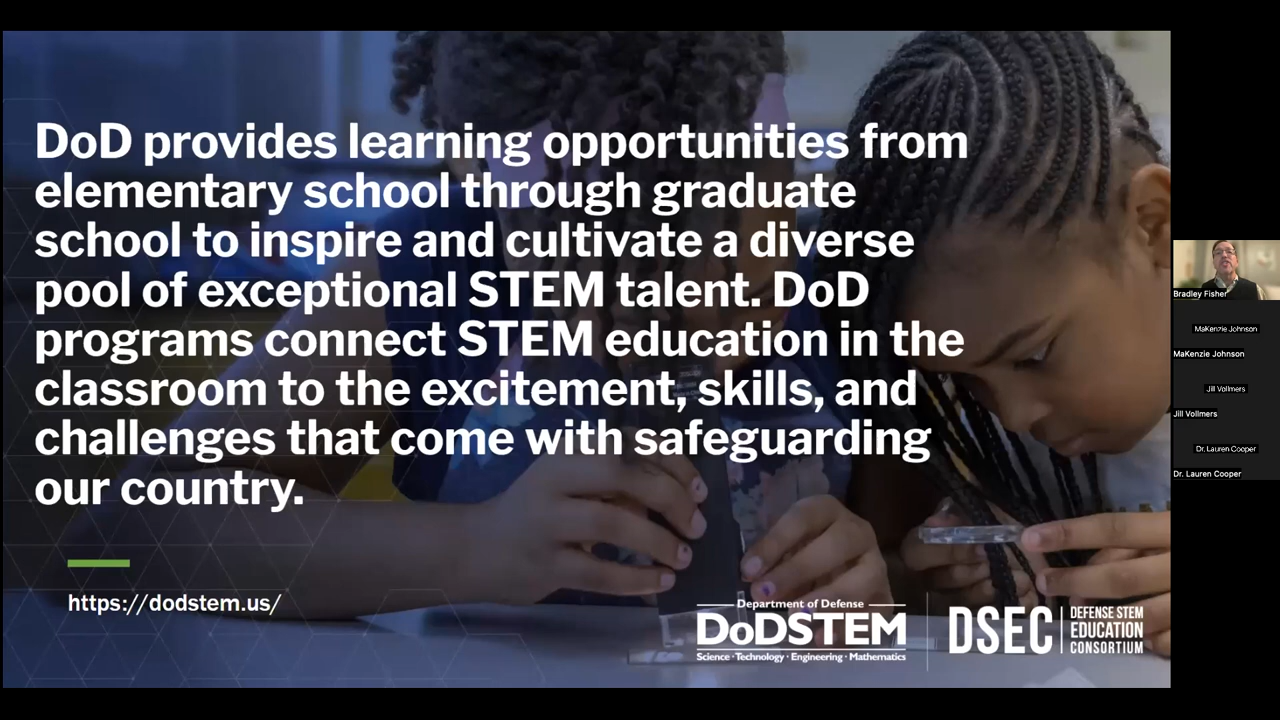 DoD provides learning opportunities from
elementary school through graduate
school to inspire and cultivate a diverse
pool of exceptional STEM talent. DoD
programs connect STEM education in the
classroom to the excitement, skills, and
challenges that come with safeguarding
our country.
https://dodstem.us/
Department of Defense
DoDSTEM
Science · Technology · Engineering · Mathematics
DSEC
DEFENSE STEM
EDUCATION
CONSORTIUM
Bradley Fisher
MaKenzie Johnson
MaKenzie Johnson
Jill Vollmers
Jill Vollmers
Dr. Lauren Cooper
Dr. Lauren Cooper